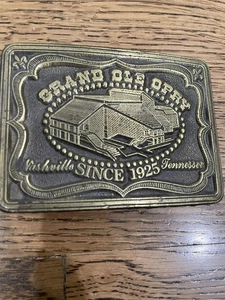 GRAND OLE OPRY
Nashville SINCE 1925 Tennessee